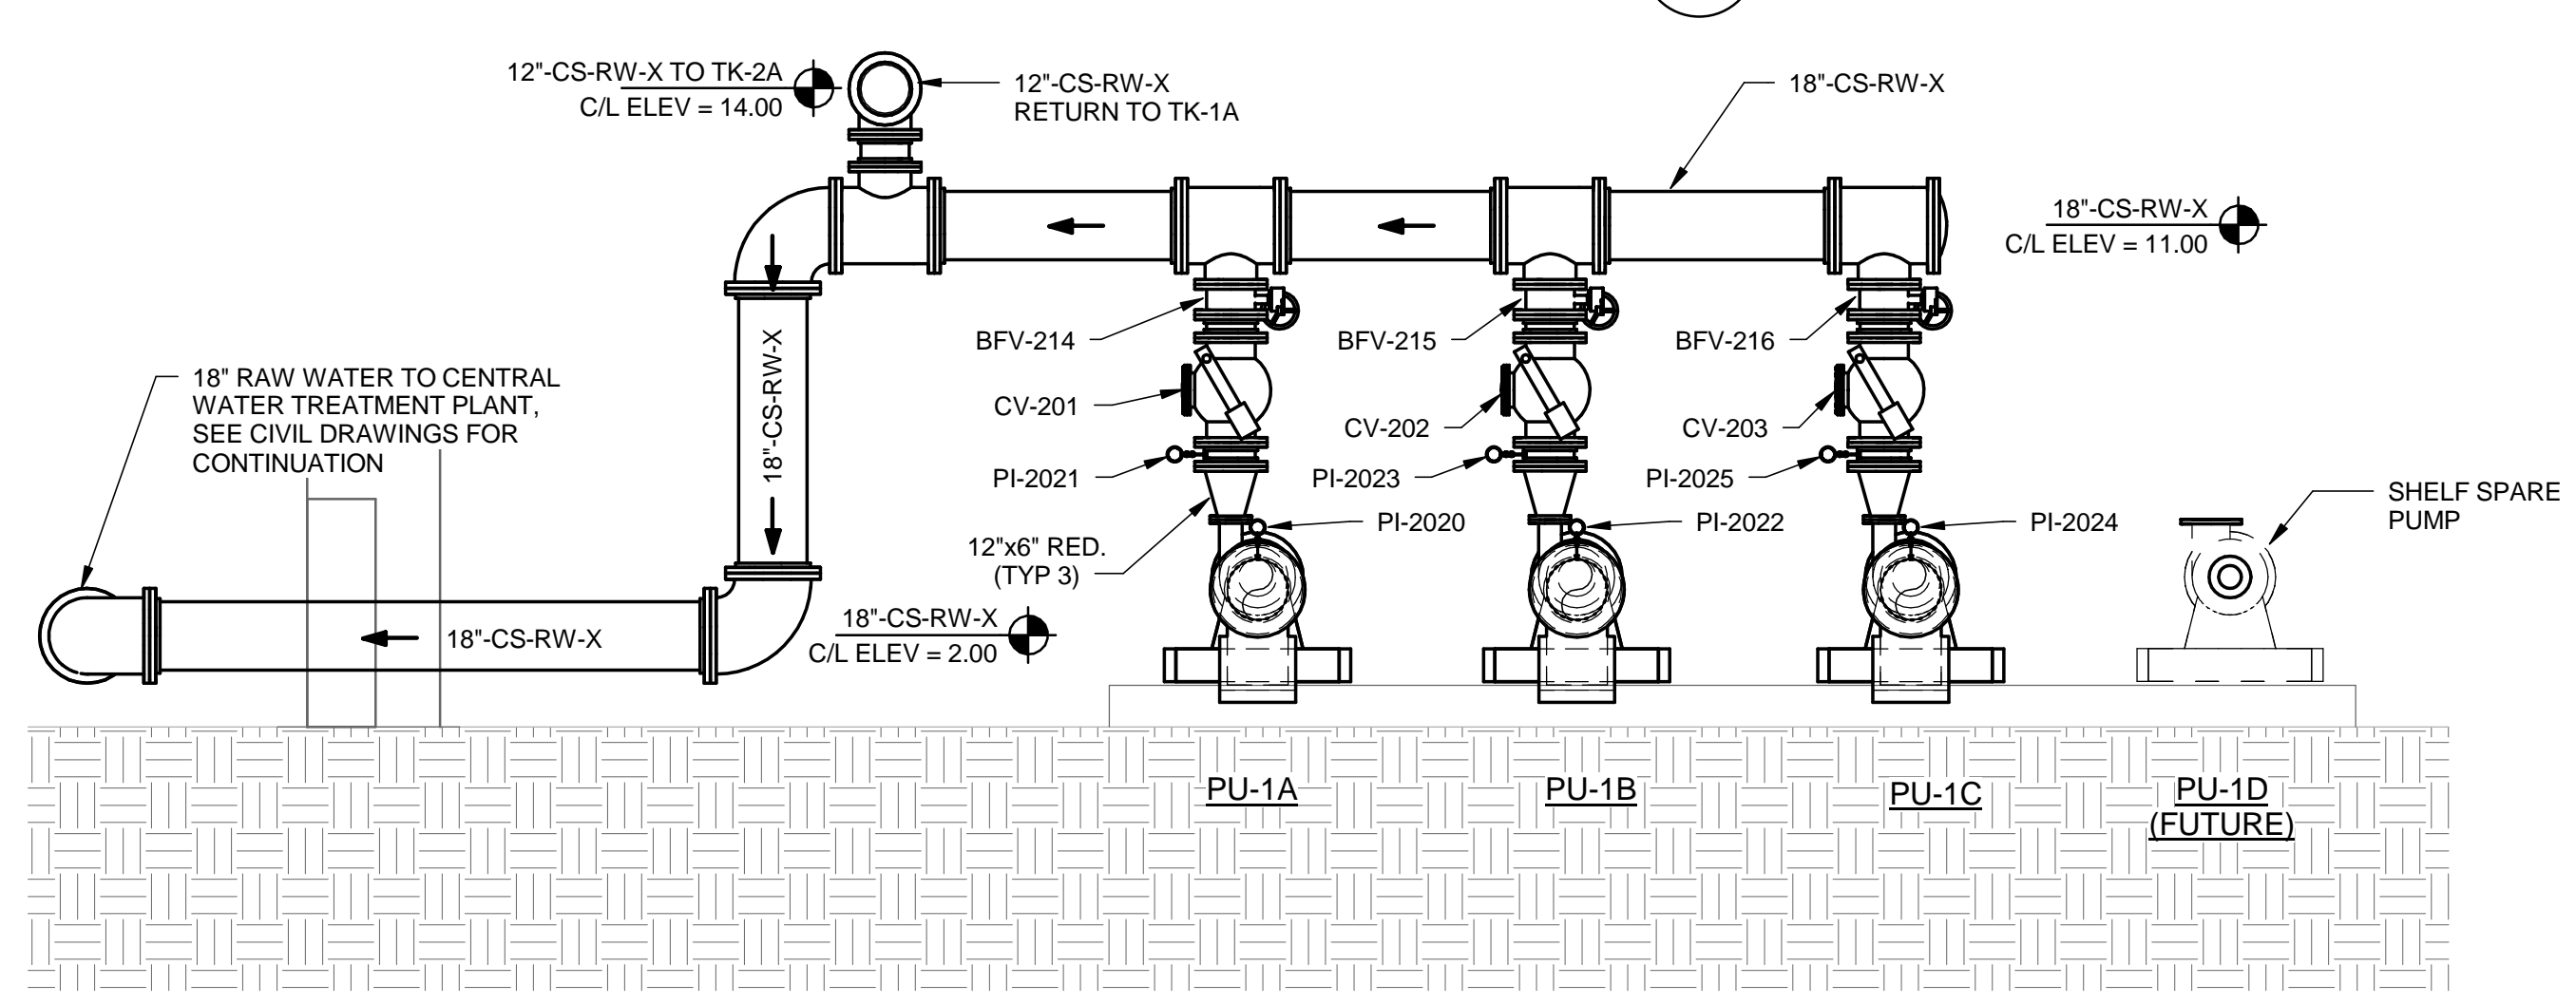 12"-CS-RW-X TO TK-2A
C/L ELEV = 14.00
12"-CS-RW-X
RETURN TO TK-1A
18"-CS-RW-X
18"-CS-RW-X
C/L ELEV = 11.00
BFV-214
BFV-215
BFV-216
18"-CS-RW-X
18" RAW WATER TO CENTRAL
WATER TREATMENT PLANT,
SEE CIVIL DRAWINGS FOR
CONTINUATION
CV-201
CV-202
CV-203
PI-2021
PI-2023
PI-2025
SHELF SPARE
PUMP
PI-2020
PI-2022
PI-2024
12"x6" RED.
(TYP 3)
18"-CS-RW-X
18"-CS-RW-X
C/L ELEV = 2.00
PU-1A
PU-1B
PU-1C
PU-1D
(FUTURE)